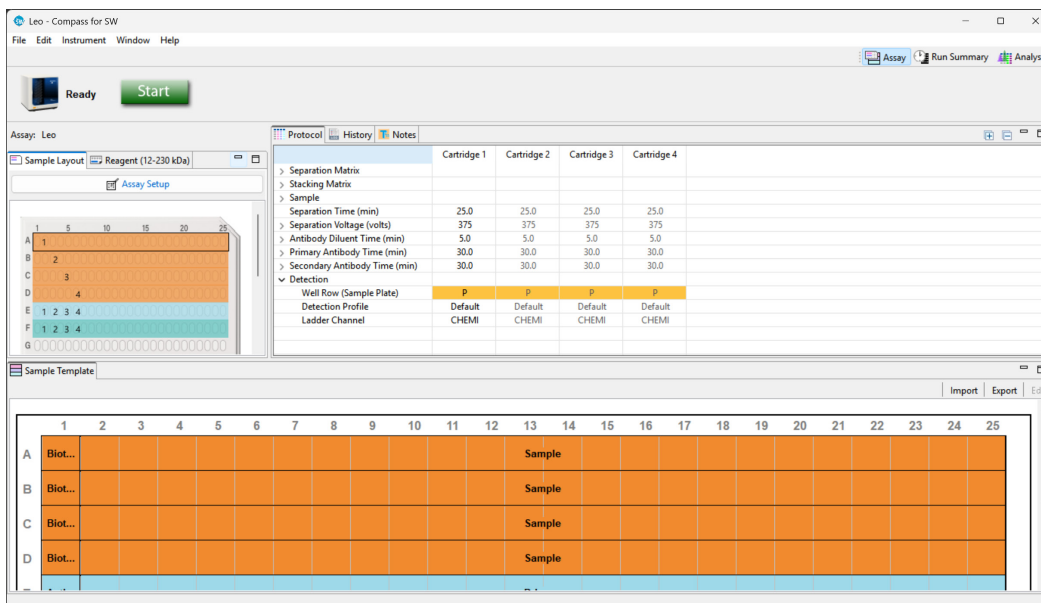 Leo - Compass for SW
File Edit Instrument Window Help
Assay Run Summary Analys
Ready Start
Assay: Leo
Protocol History Notes
Sample Layout Reagent (12-230 kDa)
Assay Setup
Cartridge 1 Cartridge 2 Cartridge 3 Cartridge 4
Separation Matrix
Stacking Matrix
Sample
Separation Time (min) 25.0 25.0 25.0 25.0
Separation Voltage (volts) 375 375 375 375
Antibody Diluent Time (min) 5.0 5.0 5.0 5.0
Primary Antibody Time (min) 30.0 30.0 30.0 30.0
Secondary Antibody Time (min) 30.0 30.0 30.0 30.0
Detection
Well Row (Sample Plate) P P P P
Detection Profile Default Default Default Default
Ladder Channel CHEMI CHEMI CHEMI CHEMI
1 5 10 15 20 25
A 1
B 2
C 3
D 4
E 1 2 3 4
F 1 2 3 4
G
Sample Template
Import Export Ed
1 2 3 4 5 6 7 8 9 10 11 12 13 14 15 16 17 18 19 20 21 22 23 24 25
A Biot... Sample
B Biot... Sample
C Biot... Sample
D Biot... Sample